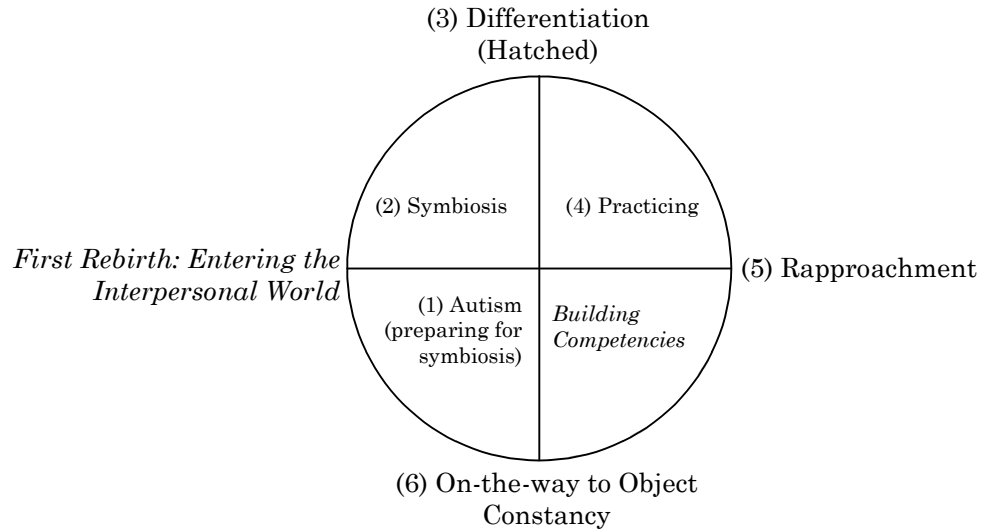 (3) Differentiation
(Hatched)
(2) Symbiosis
(4) Practicing
First Rebirth: Entering the
Interpersonal World
(5) Rapproachment
(1) Autism
(preparing for
symbiosis)
Building
Competencies
(6) On-the-way to Object
Constancy